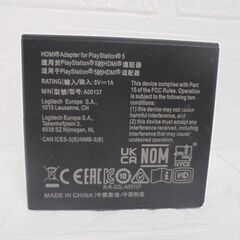 HDMI® Adapter for PlayStation® 5
適用於PlayStation® 5的HDMI® 適配器
适用于PlayStation® 5的HDMI® 适配器
RATING/輸入/输入: 5V⎓1A
M/N/型號/型号: A00137
Logitech Europe S.A.,
1015 Lausanne, CH
Logitech Europe S.A.,
Takenhofplein 3,
6538 SZ Nijmegen, NL
CAN ICES-3(B)/NMB-3(B)
This device complies with Part
15 of the FCC Rules. Operation
is subject to the following two
conditions: (1) this device may
not cause harmful interference,
and (2) this device must accept
any interference received,
including interference that may
cause undesired operation.
UK
CA
NOM
NYCE
FC CE
10
R-R-DZL-A00137
MADE IN CHINA / 中國製造 / 中国制造